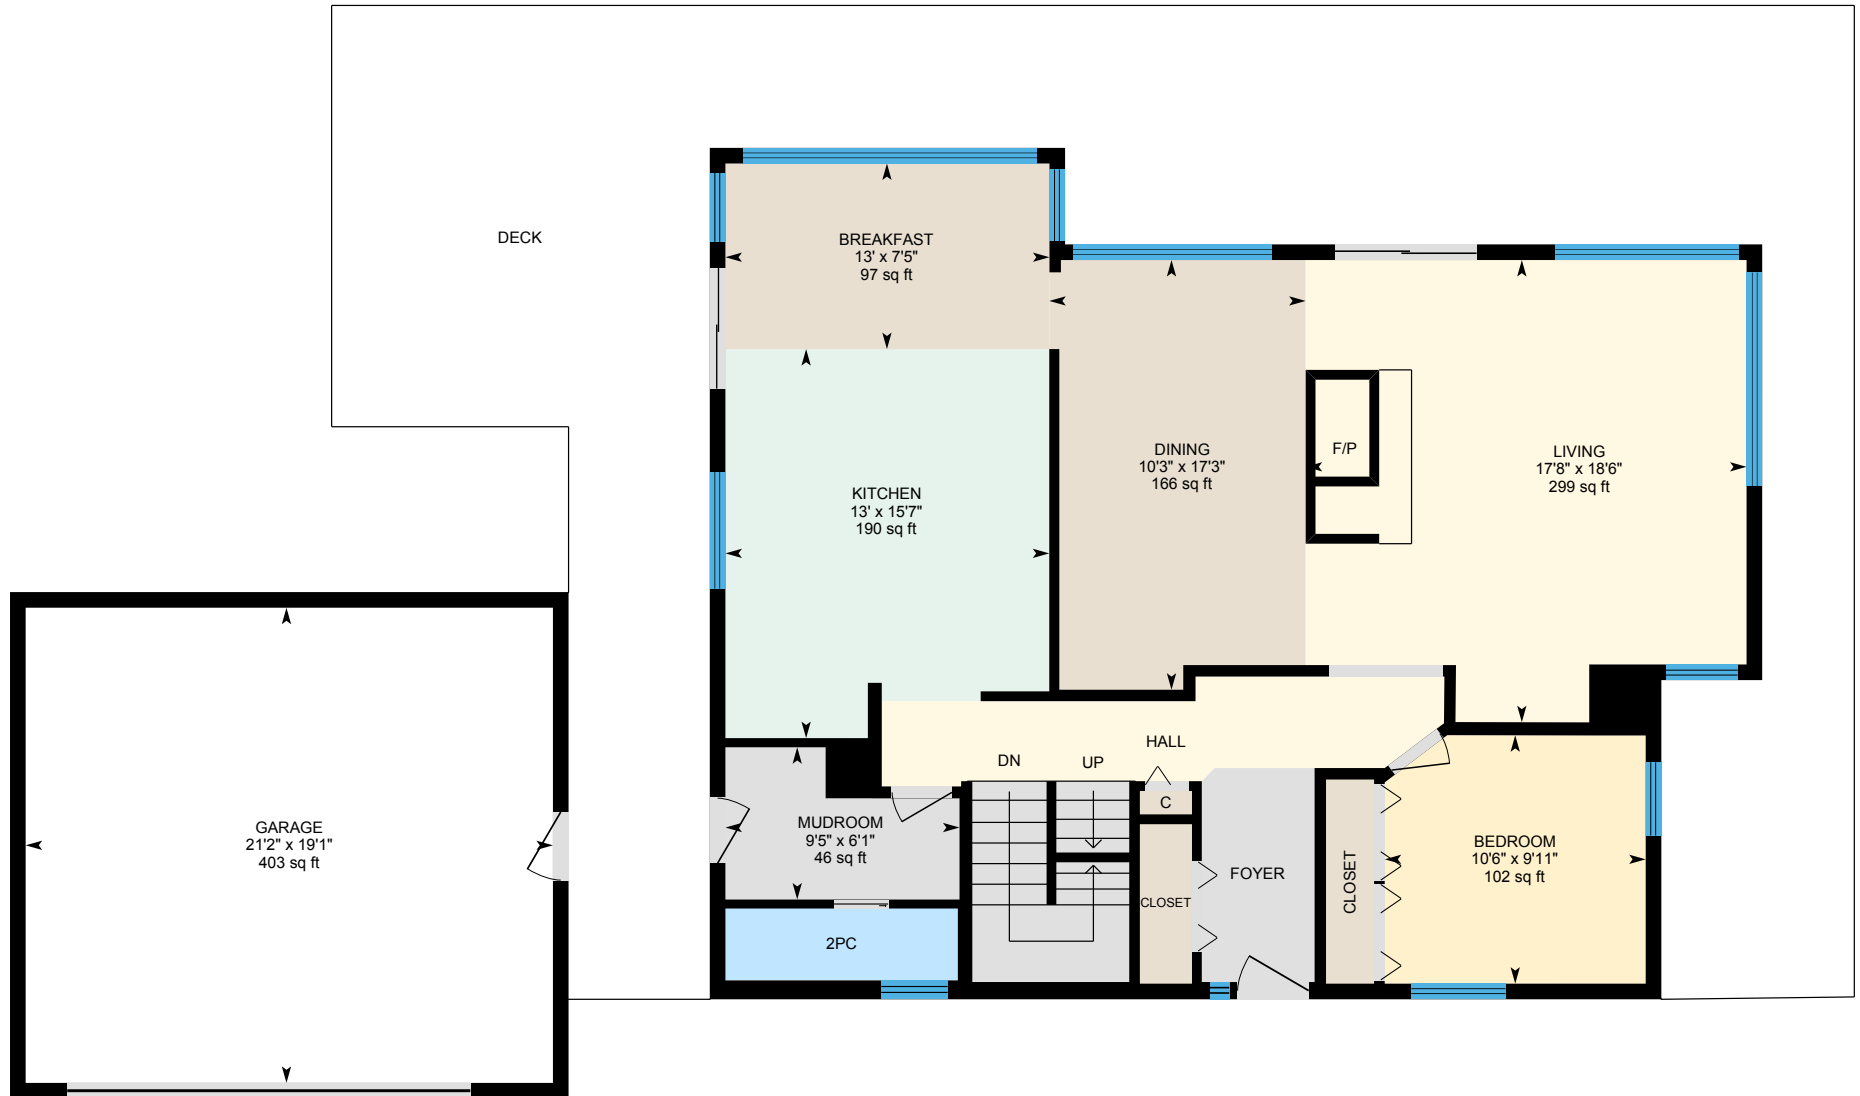 DECK
BREAKFAST
13' x 7'5"
97 sq ft
DINING
10'3" x 17'3"
166 sq ft
F/P
LIVING
17'8" x 18'6"
299 sq ft
KITCHEN
13' x 15'7"
190 sq ft
HALL
DN
UP
C
GARAGE
21'2" x 19'1"
403 sq ft
MUDROOM
9'5" x 6'1"
46 sq ft
FOYER
CLOSET
CLOSET
BEDROOM
10'6" x 9'11"
102 sq ft
2PC